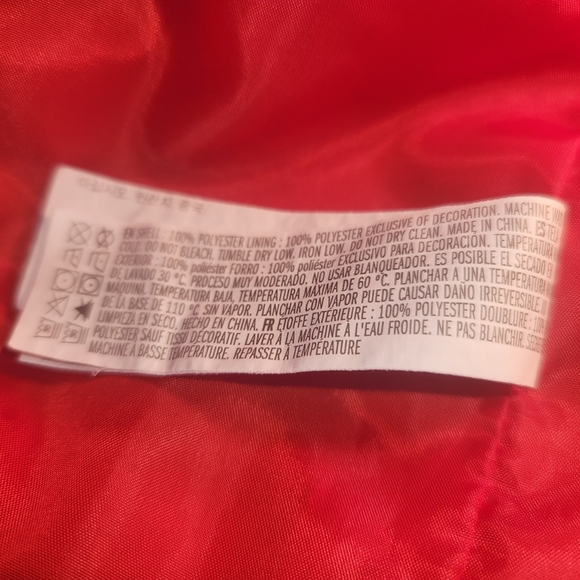 EN SHELL : 100% POLYESTER LINING : 100% POLYESTER EXCLUSIVE OF DECORATION. MACHINE
COLD. DO NOT BLEACH. TUMBLE DRY LOW. IRON LOW. DO NOT DRY CLEAN. MADE IN CHINA. ES TELA
EXTERIOR : 100% poliéster FORRO : 100% poliéster EXCLUSIVO PARA DECORACIÓN. TEMPERATURA
DE LAVADO 30 °C. PROCESO MUY MODERADO. NO USAR BLANQUEADOR. ES POSIBLE EL SECADO EN
MAQUINA, TEMPERATURA BAJA, TEMPERATURA MÁXIMA DE 60 °C. PLANCHAR A UNA TEMPERATURA
DE LA BASE DE 110 °C SIN VAPOR. PLANCHAR CON VAPOR PUEDE CAUSAR DAÑO IRREVERSIBLE.
LIMPIEZA EN SECO. HECHO EN CHINA. FR ÉTOFFE EXTÉRIEURE : 100% POLYESTER DOUBLURE : 100%
POLYESTER SAUF TISSU DÉCORATIF. LAVER À LA MACHINE À L'EAU FROIDE. NE PAS BLANCHIR.
MACHINE À BASSE TEMPÉRATURE. REPASSER À TEMPÉRATURE